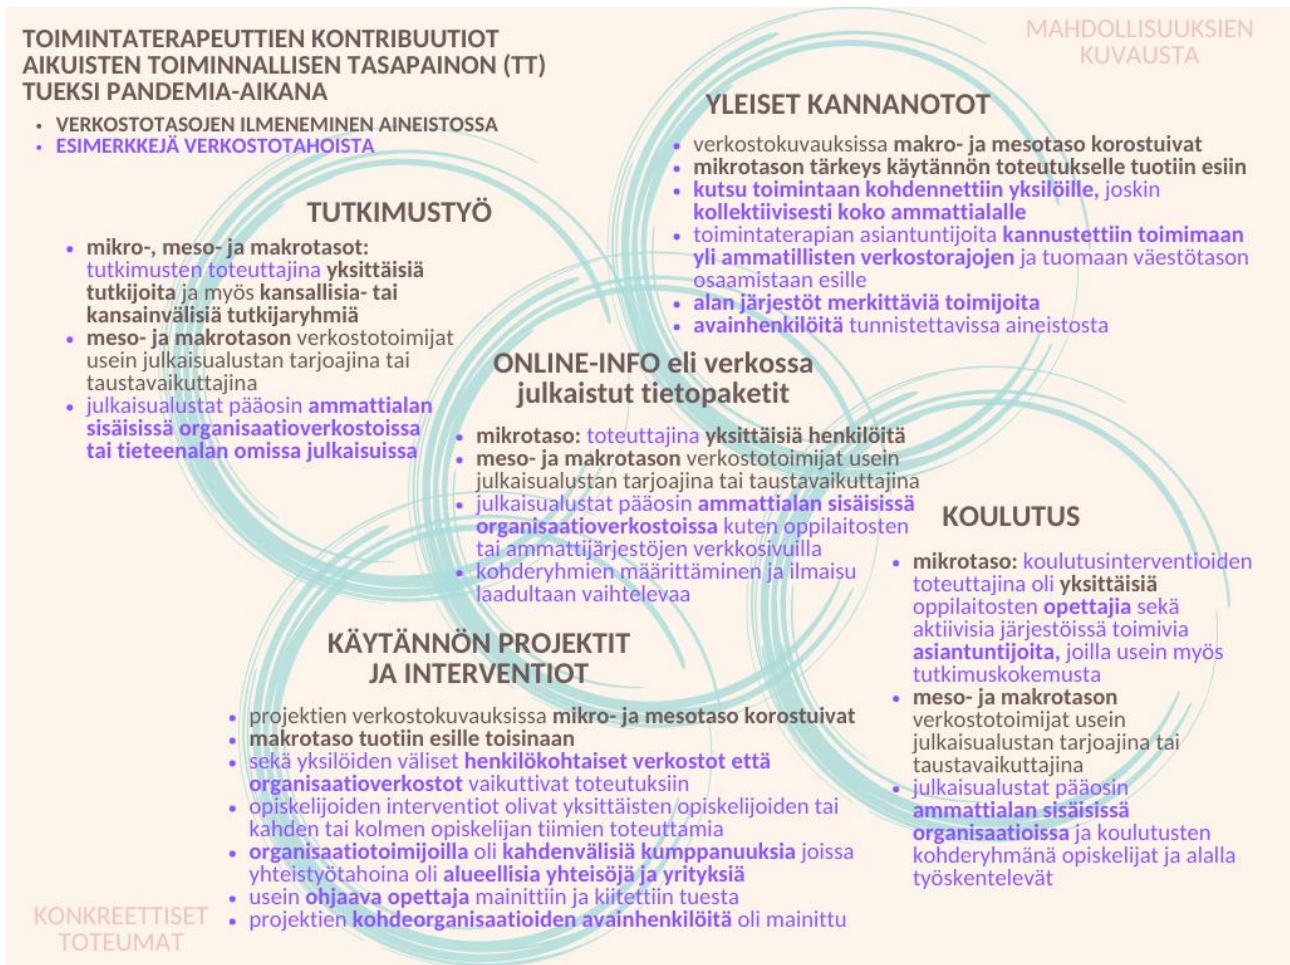 TOIMINTATERAPEUTTIEN KONTRIBUUTIOT
AIKUISTEN TOIMINNALLISEN TASAPAINON (TT)
TUEKSI PANDEMIA-AIKANA
• VERKOSTOTASOJEN ILMENEMINEN AINEISTOSSA
• ESIMERKKEJÄ VERKOSTOTAHOISTA
MAHDOLLISUUKSIEN
KUVAUSTA
YLEISET KANNANOTOT
• verkostokuvauksissa makro- ja mesotaso korostuivat
• mikrotason tärkeys käytännön toteutukselle tuotiin esiin
• kutsu toimintaan kohdennettiin yksilöille, joskin
kollektiivisesti koko ammattialalle
• toimintaterapian asiantuntijoita kannustettiin toimimaan
yli ammatillisten verkostorajojen ja tuomaan väestötason
osaamistaan esille
• alan järjestöt merkittäviä toimijoita
• avainhenkilöitä tunnistettavissa aineistosta
TUTKIMUSTYÖ
• mikro-, meso- ja makrotasot:
tutkimusten toteuttajina yksittäisiä
tutkijoita ja myös kansallisia- tai
kansainvälisiä tutkijaryhmiä
• meso- ja makrotason verkostotoimijat
usein julkaisualustan tarjoajina tai
taustavaikuttajina
• julkaisualustat pääosin ammattialan
sisäisissä organisaatioverkostoissa
tai tieteenalan omissa julkaisuissa
ONLINE-INFO eli verkossa
julkaistut tietopaketit
• mikrotaso: toteuttajina yksittäisiä henkilöitä
• meso- ja makrotason verkostotoimijat usein
julkaisualustan tarjoajina tai taustavaikuttajina
• julkaisualustat pääosin ammattialan sisäisissä
organisaatioverkostoissa kuten oppilaitosten
tai ammattijärjestöjen verkkosivuilla
• kohderyhmien määrittäminen ja ilmaisu
laadultaan vaihtelevaa
KOULUTUS
• mikrotaso: koulutusinterventioiden
toteuttajina oli yksittäisiä
oppilaitosten opettajia sekä
aktiivisia järjestöissä toimivia
asiantuntijoita, joilla usein myös
tutkimuskokemusta
• meso- ja makrotason
verkostotoimijat usein
julkaisualustan tarjoajina tai
taustavaikuttajina
• julkaisualustat pääosin
ammattialan sisäisissä
organisaatioissa ja koulutusten
kohderyhmänä opiskelijat ja alalla
työskentelevät
KÄYTÄNNÖN PROJEKTIT
JA INTERVENTIOT
• projektien verkostokuvauksissa mikro- ja mesotaso korostuivat
• makrotaso tuotiin esille toisinaan
• sekä yksilöiden väliset henkilökohtaiset verkostot että
organisaatioverkostot vaikuttivat toteutuksiin
• opiskelijoiden interventiot olivat yksittäisten opiskelijoiden tai
kahden tai kolmen opiskelijan tiimien toteuttamia
• organisaatiotoimijoilla oli kahdenvälisiä kumppanuuksia joissa
yhteistyötahoina oli alueellisia yhteisöjä ja yrityksiä
• usein ohjaava opettaja mainittiin ja kiitettiin tuesta
• projektien kohdeorganisaatioiden avainhenkilöitä oli mainittu
KONKREETTISET
TOTEUMAT